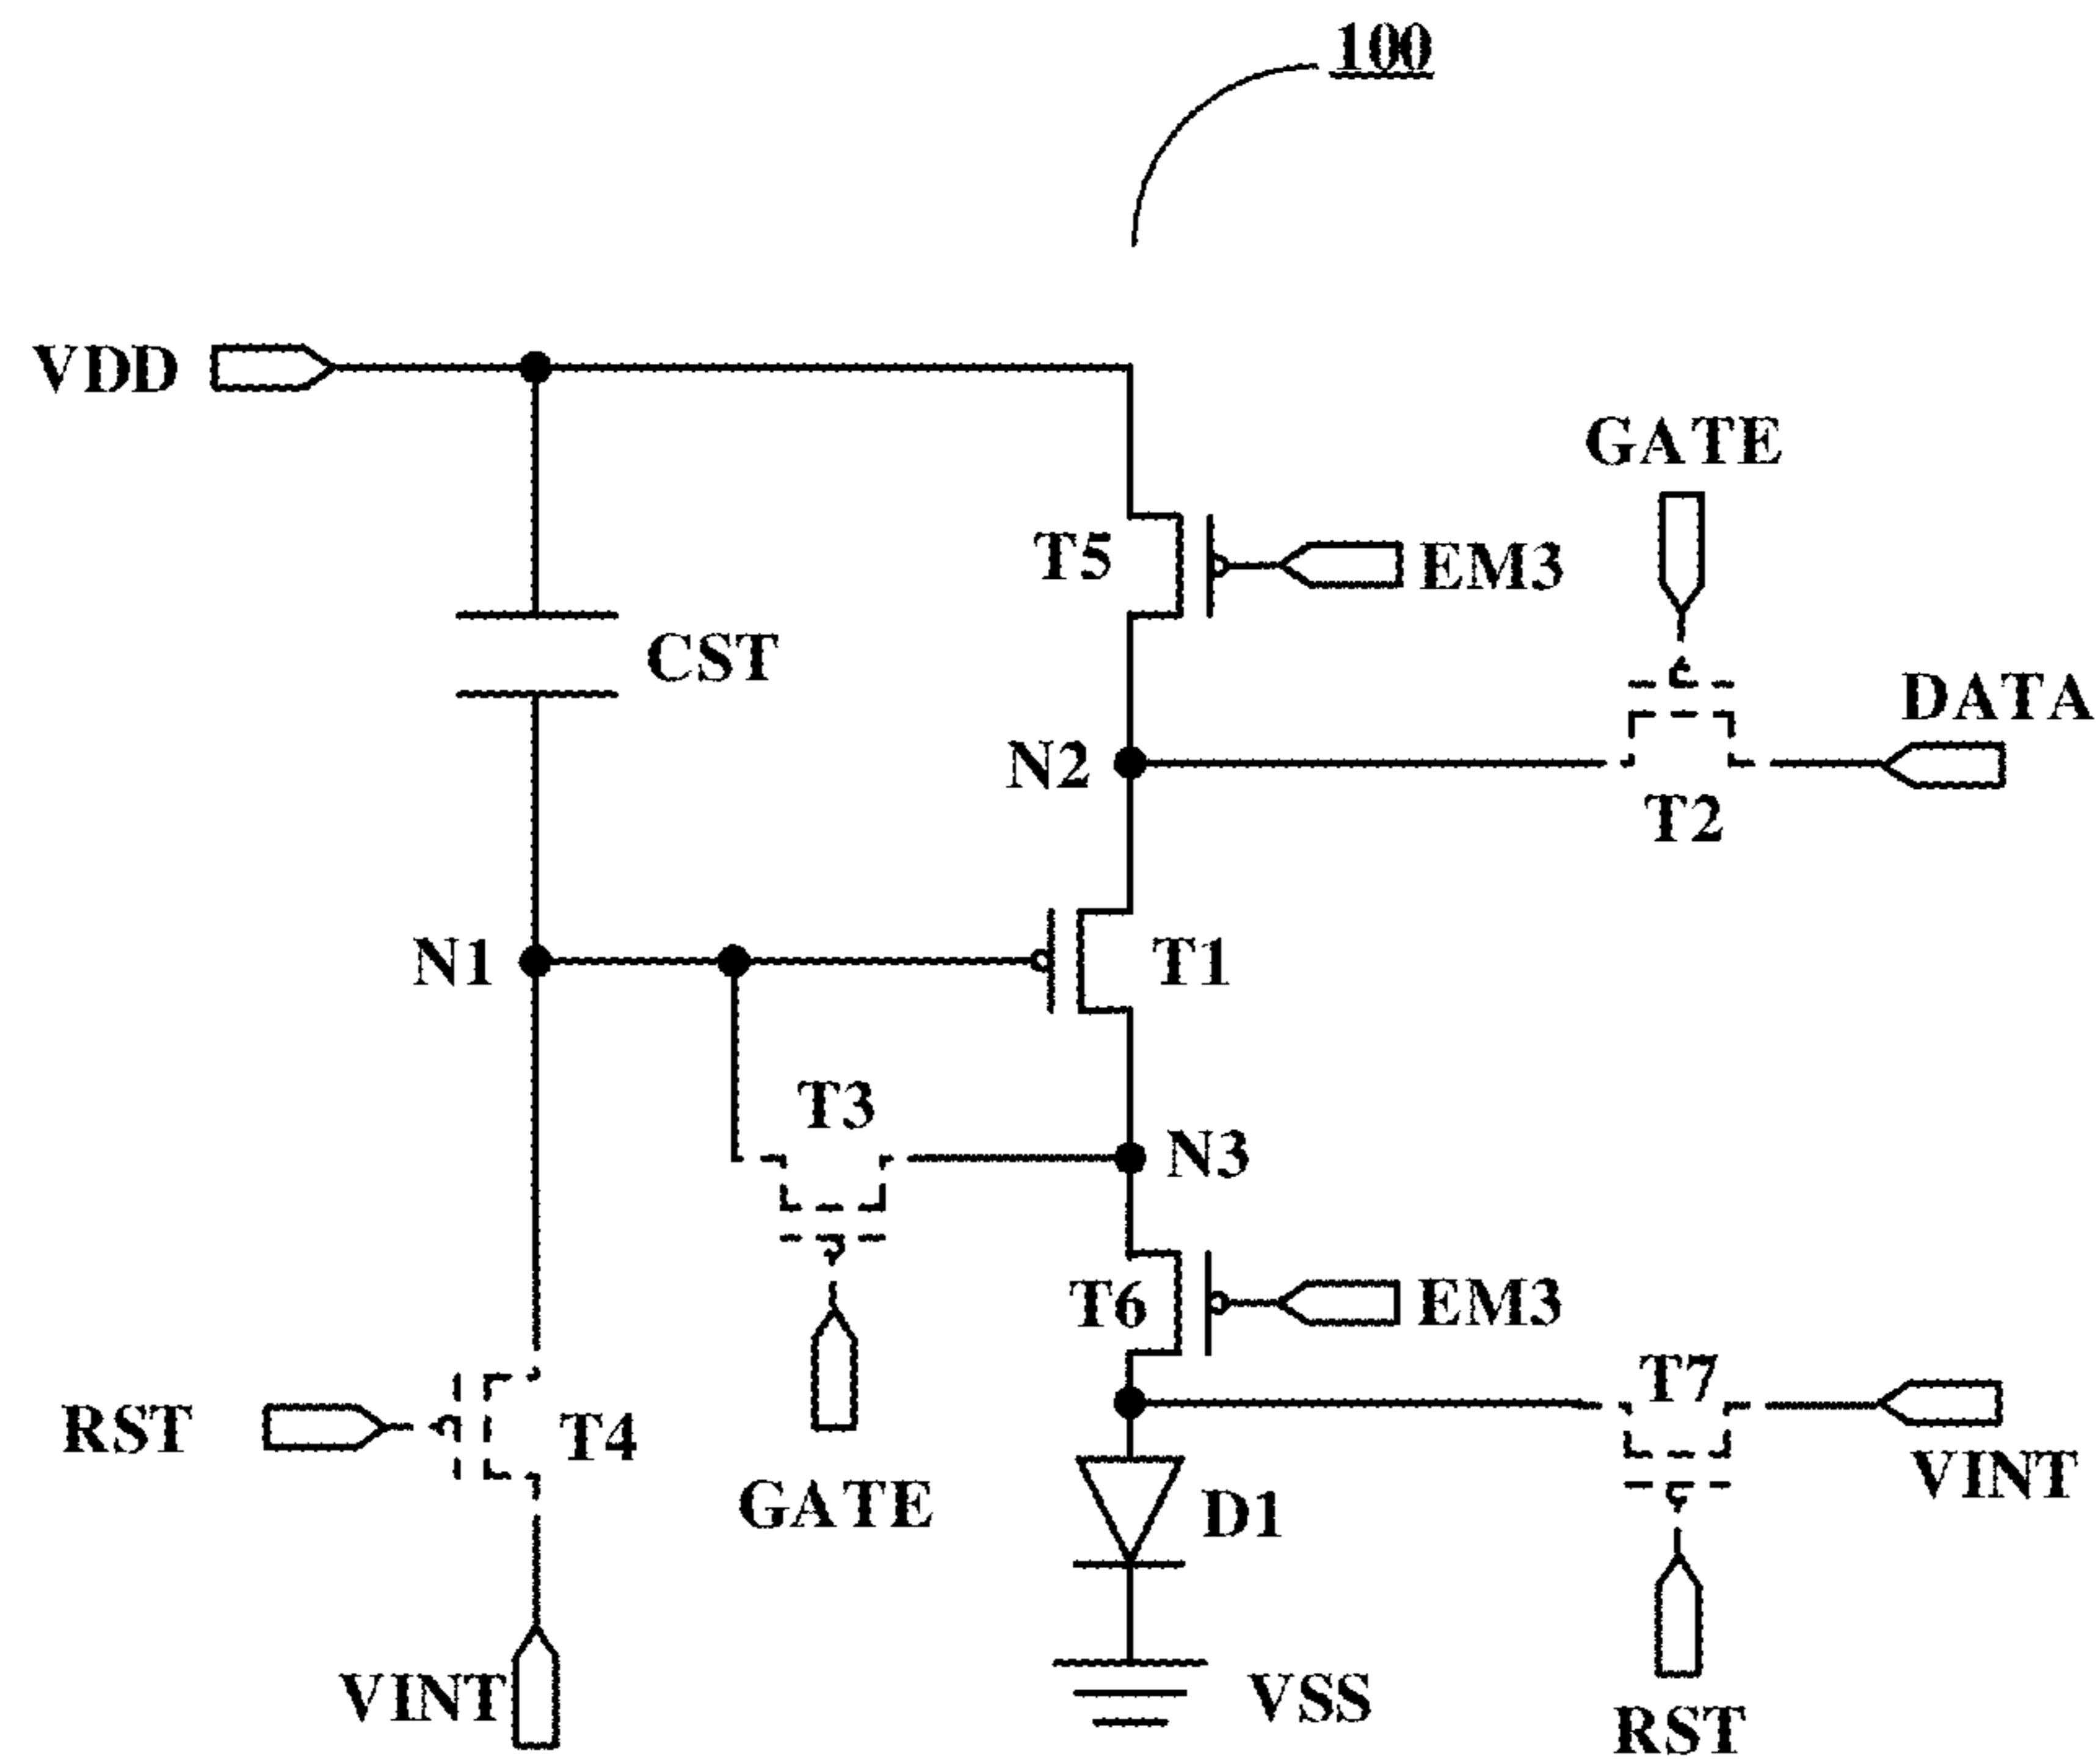 100
VDD
GATE
T5
EM3
CST
DATA
N2
T2
N1
T1
T3
N3
T6
EM3
T7
RST
T4
VINT
GATE
D1
VINT
VSS
RST